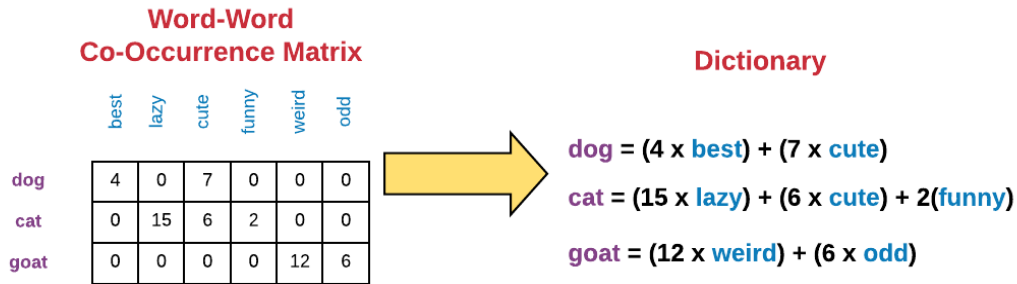 Word-Word
Co-Occurrence Matrix
Dictionary
best lazy cute funny weird odd
dog 4 0 7 0 0 0
cat 0 15 6 2 0 0
goat 0 0 0 0 12 6
dog = (4 x best) + (7 x cute)
cat = (15 x lazy) + (6 x cute) + 2(funny)
goat = (12 x weird) + (6 x odd)